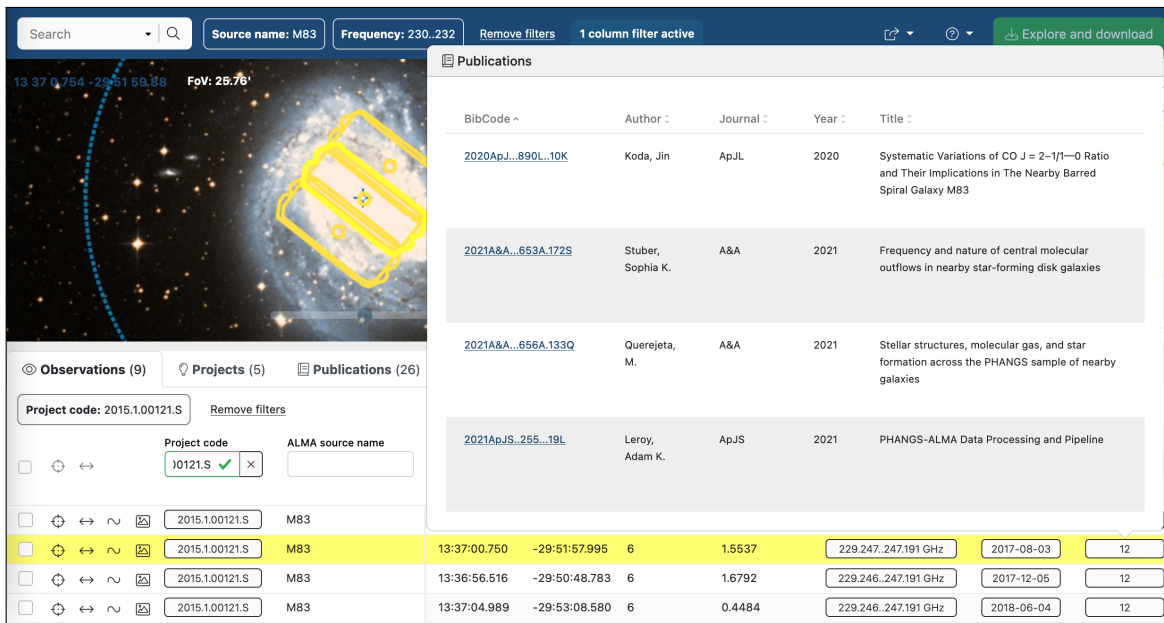 Search
Source name: M83
Frequency: 230..232
Remove filters
1 column filter active
Explore and download
13 37 0.754 -29 51 59.88
FoV: 25.76'
Publications
BibCode Author Journal Year Title
2020ApJ...890L..10K Koda, Jin ApJL 2020 Systematic Variations of CO J = 2–1/1—0 Ratio
and Their Implications in The Nearby Barred
Spiral Galaxy M83
2021A&A...653A.172S Stuber, A&A 2021 Frequency and nature of central molecular
Sophia K. outflows in nearby star-forming disk galaxies
2021A&A...656A.133Q Querejeta, A&A 2021 Stellar structures, molecular gas, and star
M. formation across the PHANGS sample of nearby
galaxies
2021ApJS..255...19L Leroy, ApJS 2021 PHANGS-ALMA Data Processing and Pipeline
Adam K.
Observations (9) Projects (5) Publications (26)
Project code: 2015.1.00121.S Remove filters
Project code ALMA source name
00121.S
2015.1.00121.S M83
2015.1.00121.S M83 13:37:00.750 -29:51:57.995 6 1.5537 229.247..247.191 GHz 2017-08-03 12
2015.1.00121.S M83 13:36:56.516 -29:50:48.783 6 1.6792 229.246..247.191 GHz 2017-12-05 12
2015.1.00121.S M83 13:37:04.989 -29:53:08.580 6 0.4484 229.246..247.191 GHz 2018-06-04 12